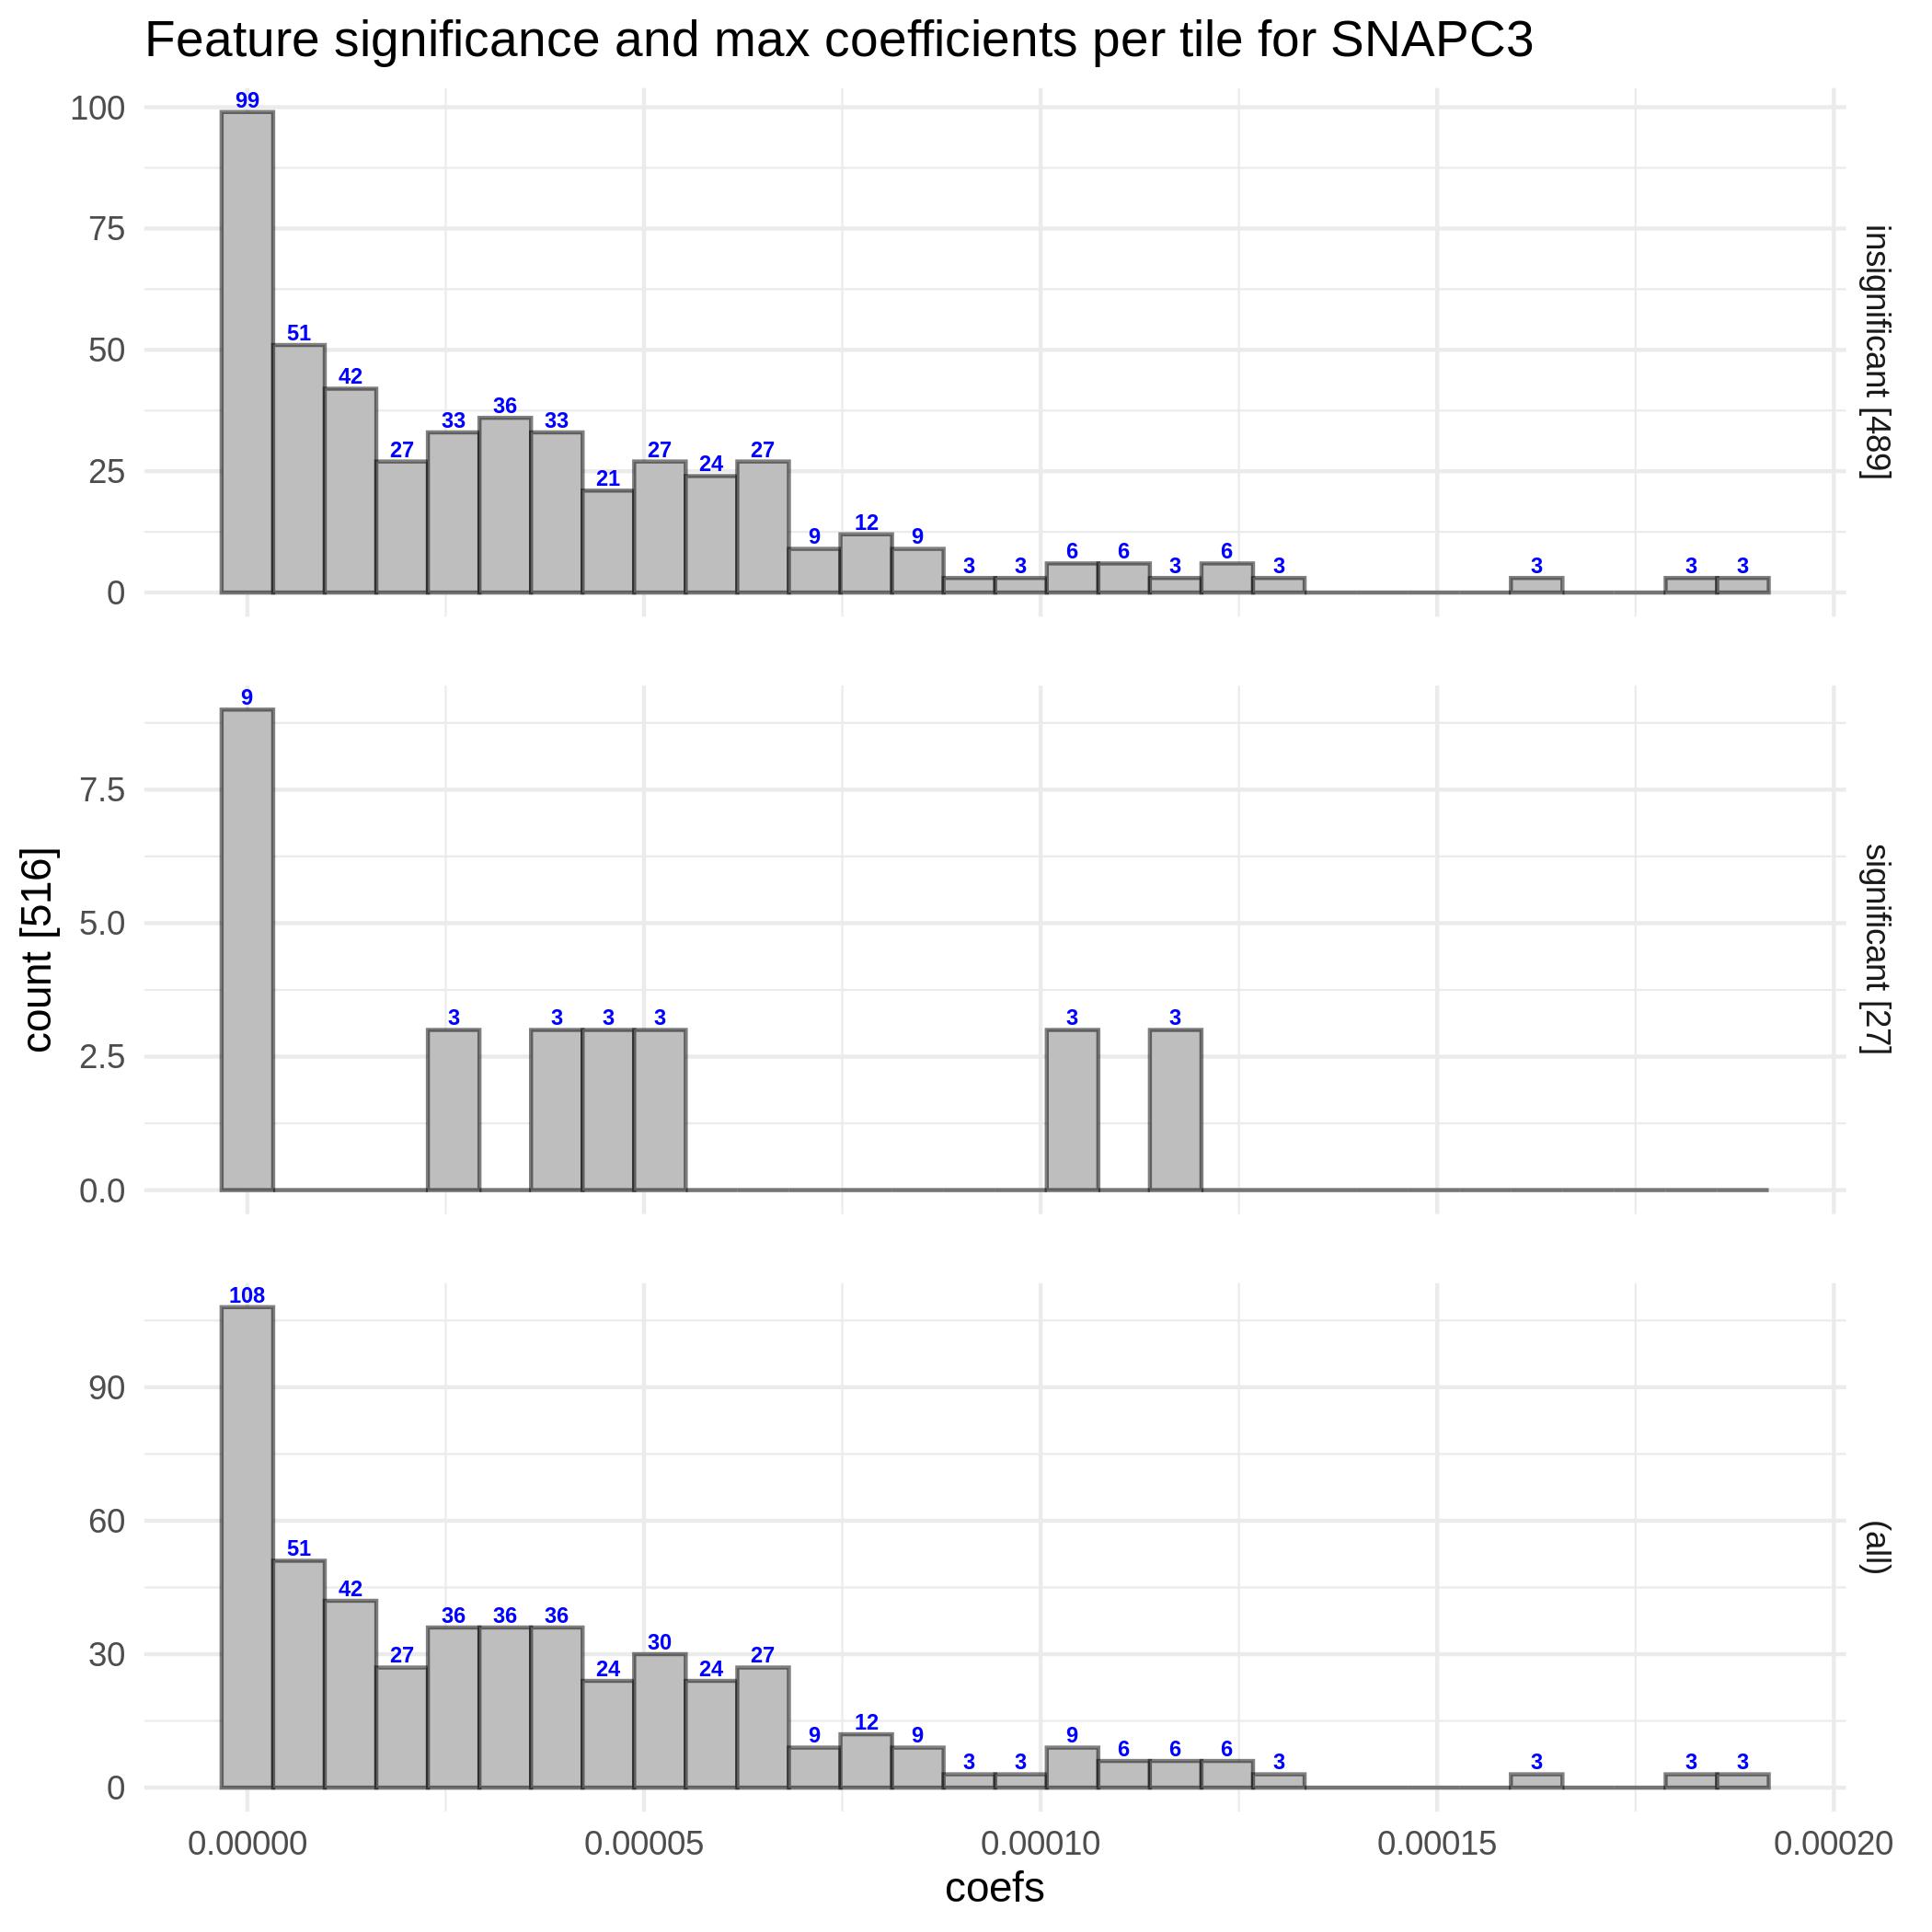 Feature significance and max coefficients per tile for SNAPC3
99
100
75
51
50
42
27 33 36 33
25
21 27 24 27
9 12 9 3 3 6 6 3 6 3 3 3 3
0
insignificant [489]
9
7.5
5.0
3 3 3 3 3 3
2.5
0.0
significant [27]
count [516]
108
90
60
51
42
27 36 36 36
30
24 30 24 27
9 12 9 3 3 9 6 6 6 3 3 3 3
0
(all)
0.00000 0.00005 0.00010 0.00015 0.00020
coefs